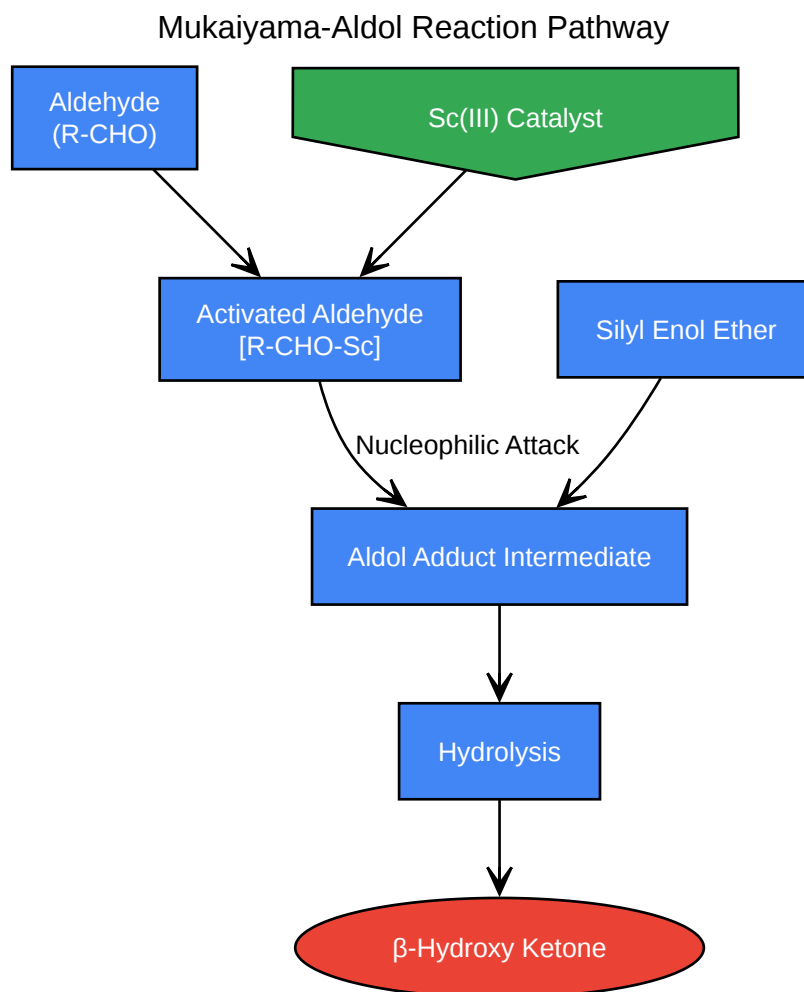 Mukaiyama-Aldol Reaction Pathway
Aldehyde
(R-CHO)
Sc(III) Catalyst
Activated Aldehyde
[R-CHO-Sc]
Silyl Enol Ether
Nucleophilic Attack
Aldol Adduct Intermediate
Hydrolysis
β-Hydroxy Ketone